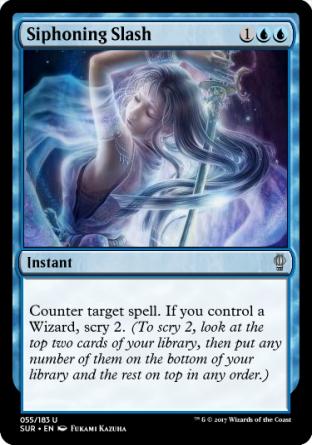 Siphoning Slash 1
Instant
Counter target spell. If you control a
Wizard, scry 2. (To scry 2, look at the
top two cards of your library, then put any
number of them on the bottom of your
library and the rest on top in any order.)
055/183 U
SUR • EN FUKAMI KAZUHA
™ & © 2017 Wizards of the Coast